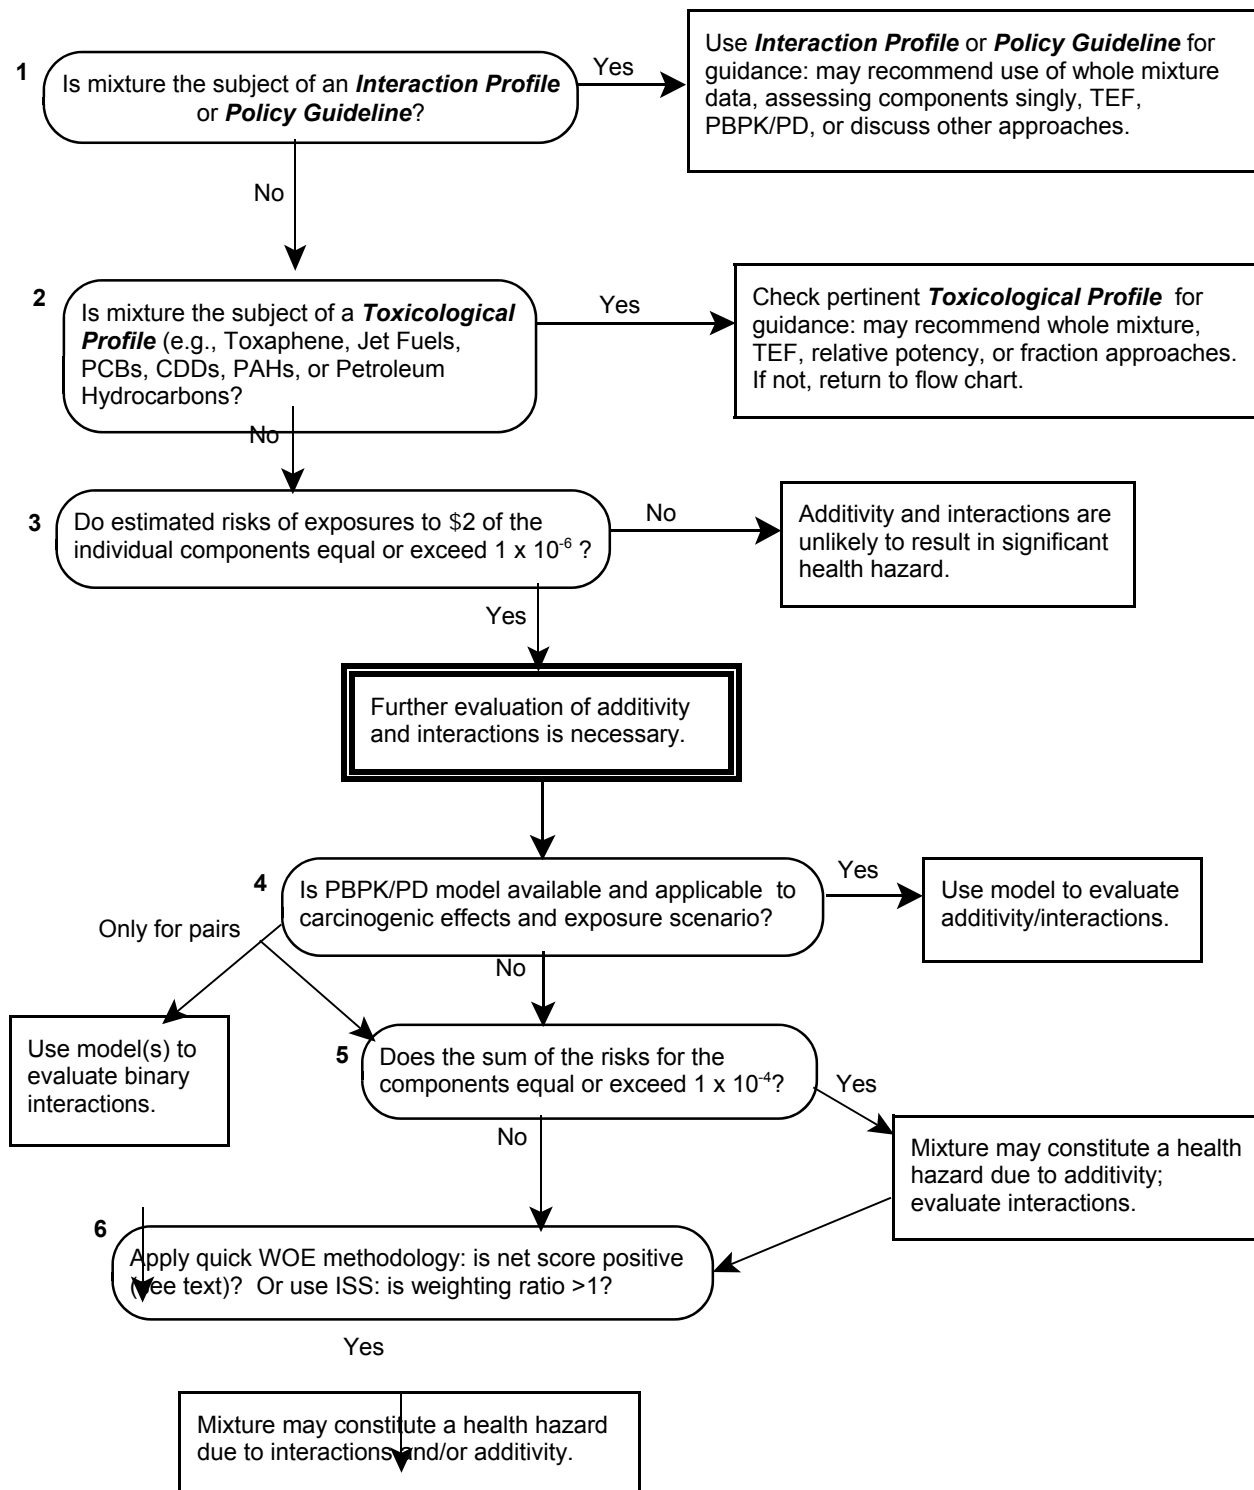 1
Is mixture the subject of an Interaction Profile
or Policy Guideline?
Yes
Use Interaction Profile or Policy Guideline for
guidance: may recommend use of whole mixture
data, assessing components singly, TEF,
PBPK/PD, or discuss other approaches.
No
2
Is mixture the subject of a Toxicological
Profile (e.g., Toxaphene, Jet Fuels,
PCBs, CDDs, PAHs, or Petroleum
Hydrocarbons?
Yes
Check pertinent Toxicological Profile for
guidance: may recommend whole mixture,
TEF, relative potency, or fraction approaches.
If not, return to flow chart.
No
3
Do estimated risks of exposures to $2 of the
individual components equal or exceed 1 x 10⁻⁶ ?
No
Additivity and interactions are
unlikely to result in significant
health hazard.
Yes
Further evaluation of additivity
and interactions is necessary.
4
Is PBPK/PD model available and applicable to
carcinogenic effects and exposure scenario?
Yes
Use model to evaluate
additivity/interactions.
Only for pairs
No
Use model(s) to
evaluate binary
interactions.
5
Does the sum of the risks for the
components equal or exceed 1 x 10⁻⁴?
Yes
No
Mixture may constitute a health
hazard due to additivity;
evaluate interactions.
6
Apply quick WOE methodology: is net score positive
(see text)? Or use ISS: is weighting ratio >1?
Yes
Mixture may constitute a health hazard
due to interactions and/or additivity.